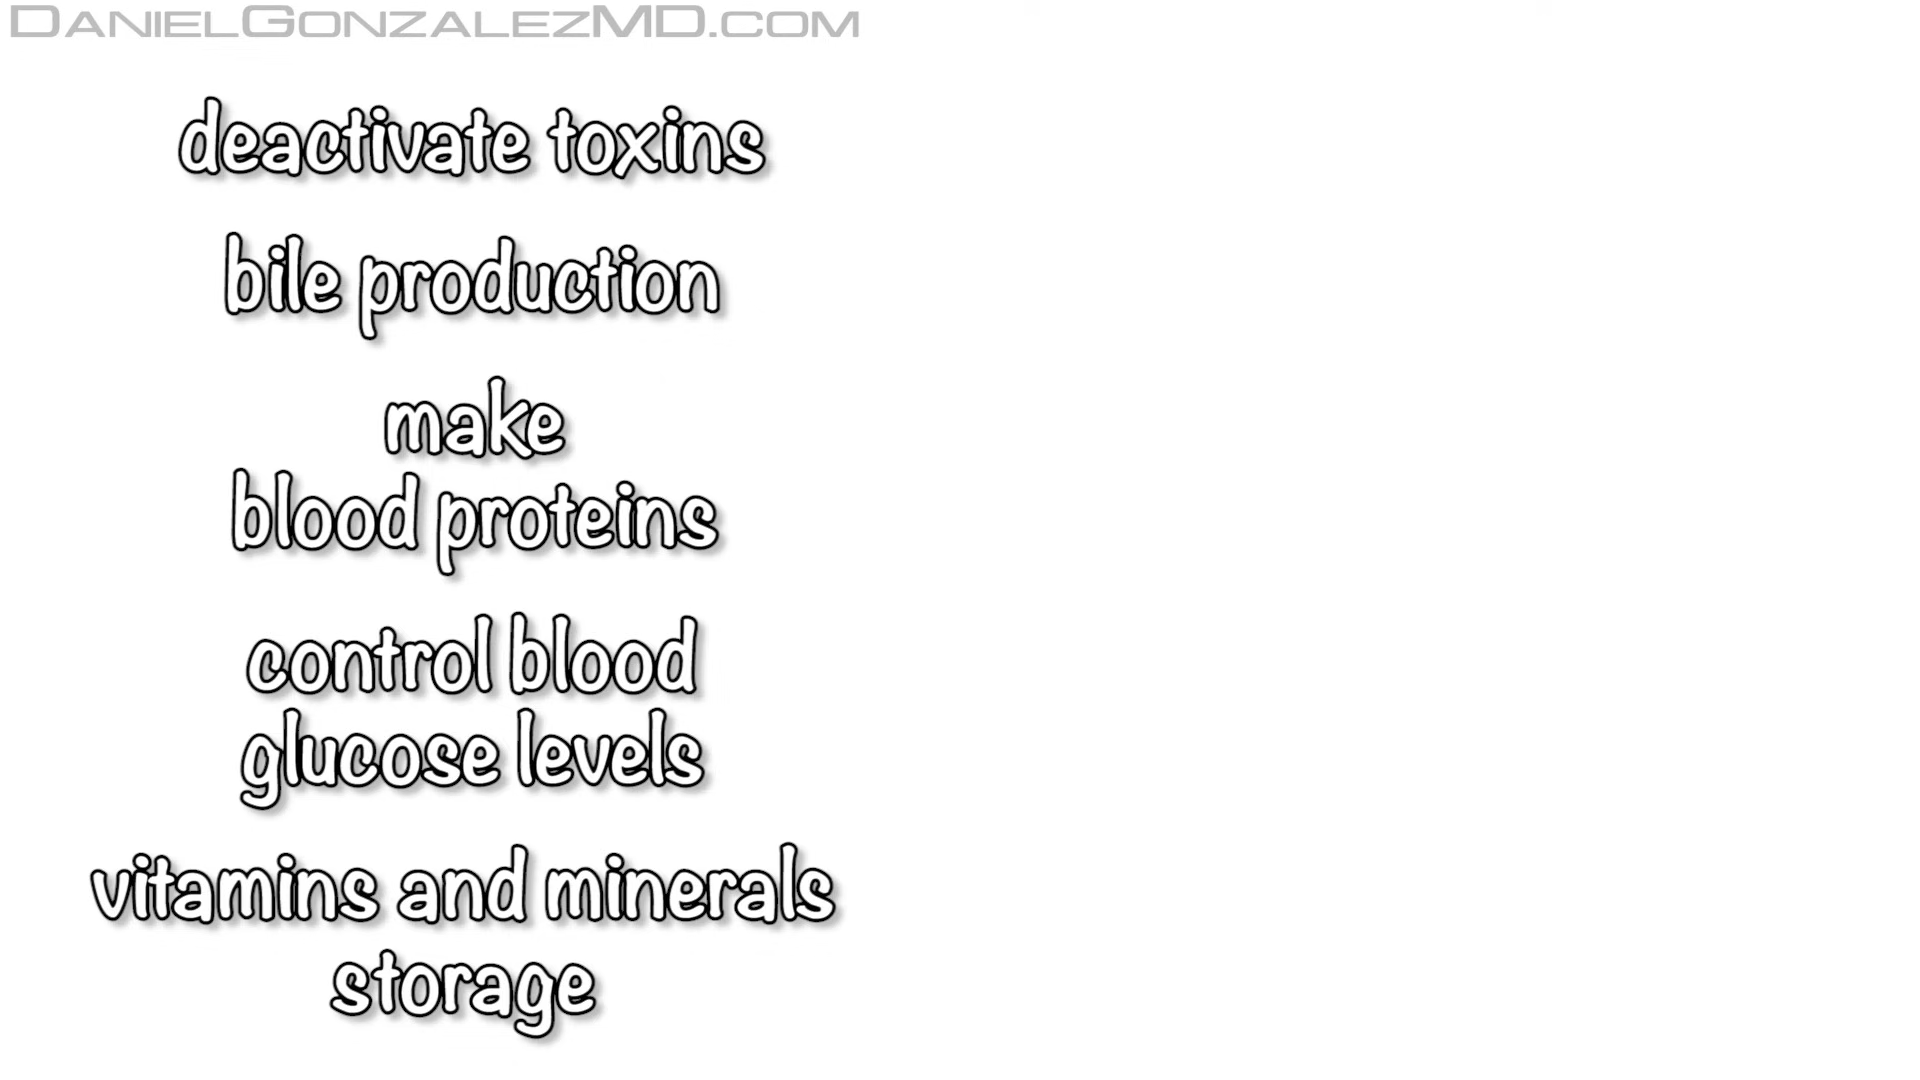 DanielGonzalezMD.com
deactivate toxins
bile production
make
blood proteins
control blood
glucose levels
vitamins and minerals
storage